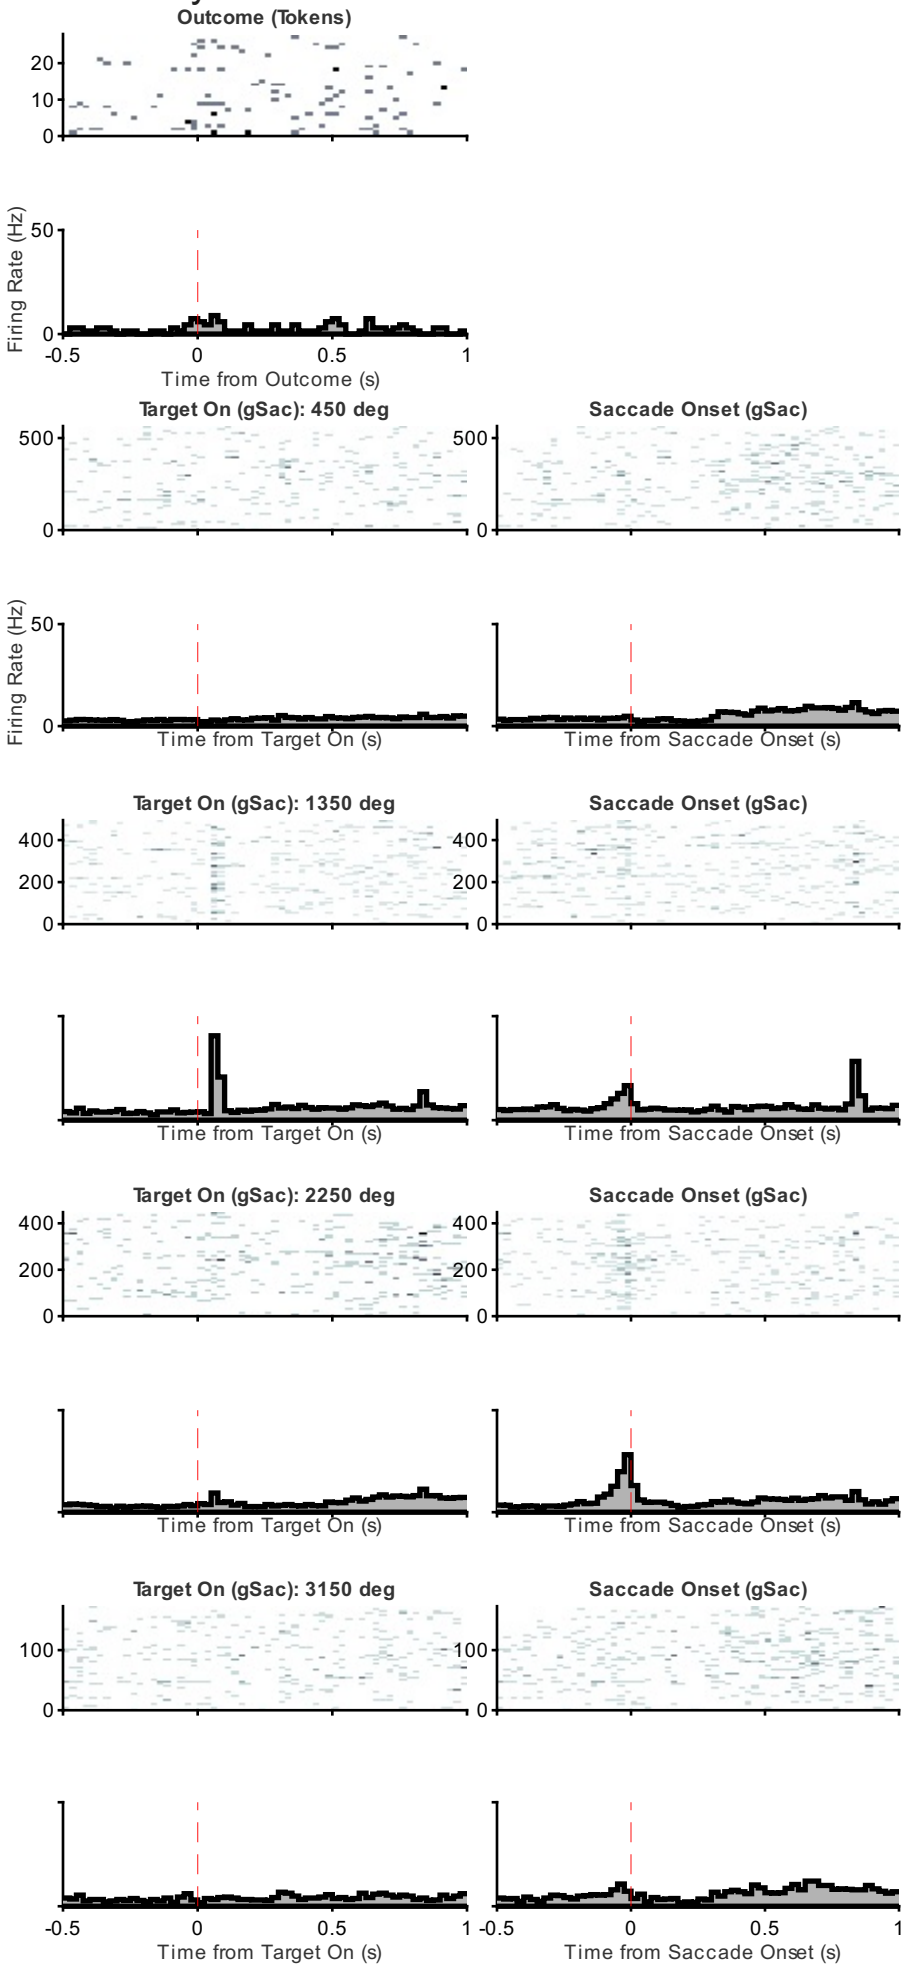 Outcome (Tokens)
20
10
0
Firing Rate (Hz)
50
0
-0.5 0 0.5 1
Time from Outcome (s)
Target On (gSac): 450 deg Saccade Onset (gSac)
500 500
0 0
Firing Rate (Hz)
50
0
Time from Target On (s) Time from Saccade Onset (s)
Target On (gSac): 1350 deg Saccade Onset (gSac)
400 400
200 200
0 0
Time from Target On (s) Time from Saccade Onset (s)
Target On (gSac): 2250 deg Saccade Onset (gSac)
400 400
200 200
0 0
Time from Target On (s) Time from Saccade Onset (s)
Target On (gSac): 3150 deg Saccade Onset (gSac)
100 100
0 0
-0.5 0 0.5 1 -0.5 0 0.5 1
Time from Target On (s) Time from Saccade Onset (s)